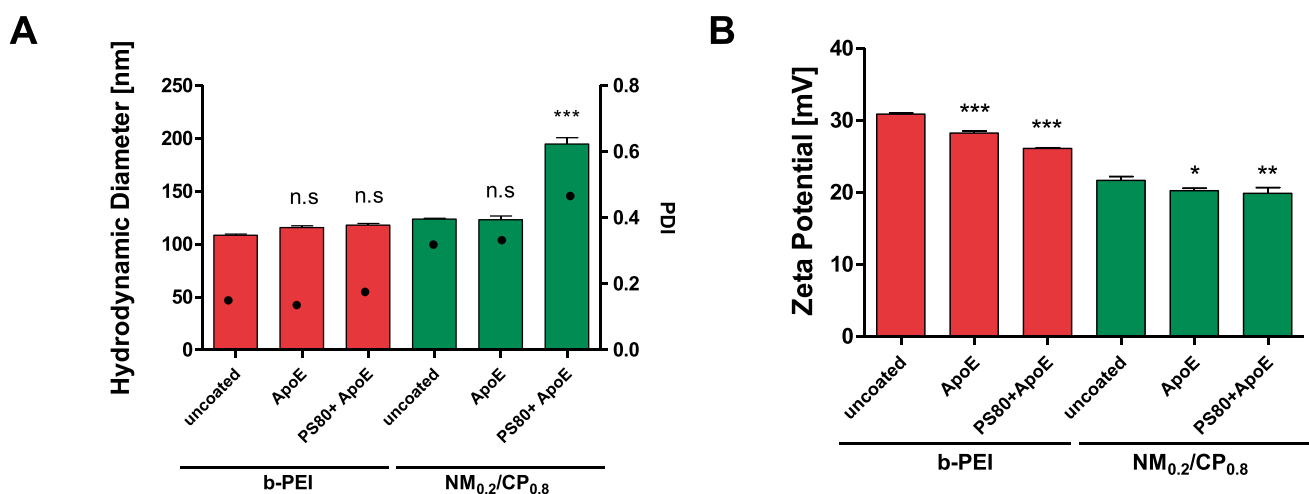 A
Hydrodynamic Diameter [nm]
250
200
150
100
50
0
n.s
n.s
n.s
***
0.8
0.6
0.4
0.2
0.0
PDI
uncoated
ApoE
PS80+ ApoE
uncoated
ApoE
PS80+ ApoE
b-PEI
NM0.2/CP0.8
B
Zeta Potential [mV]
40
30
20
10
0
***
***
*
**
uncoated
ApoE
PS80+ApoE
uncoated
ApoE
PS80+ApoE
b-PEI
NM0.2/CP0.8